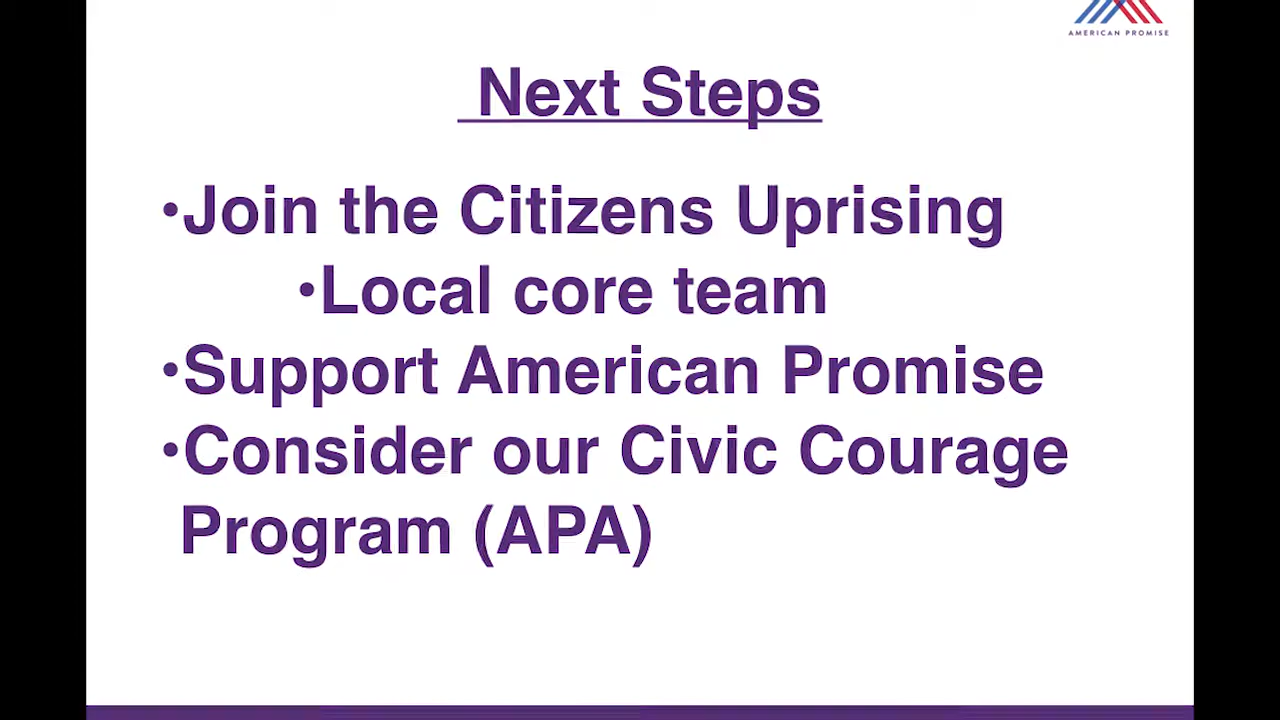 AMERICAN PROMISE
Next Steps
•Join the Citizens Uprising
•Local core team
•Support American Promise
•Consider our Civic Courage
Program (APA)